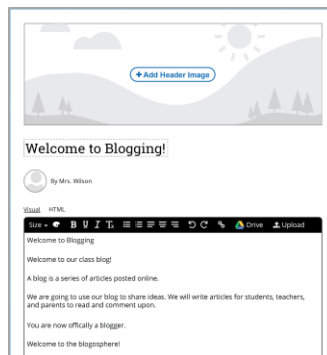 + Add Header Image
Welcome to Blogging!
By Mrs. Wilson
Visual HTML
Size B U I Tx Drive Upload
Welcome to Blogging
Welcome to our class blog!
A blog is a series of articles posted online.
We are going to use our blog to share ideas. We will write articles for students, teachers,
and parents to read and comment upon.
You are now offically a blogger.
Welcome to the blogosphere!